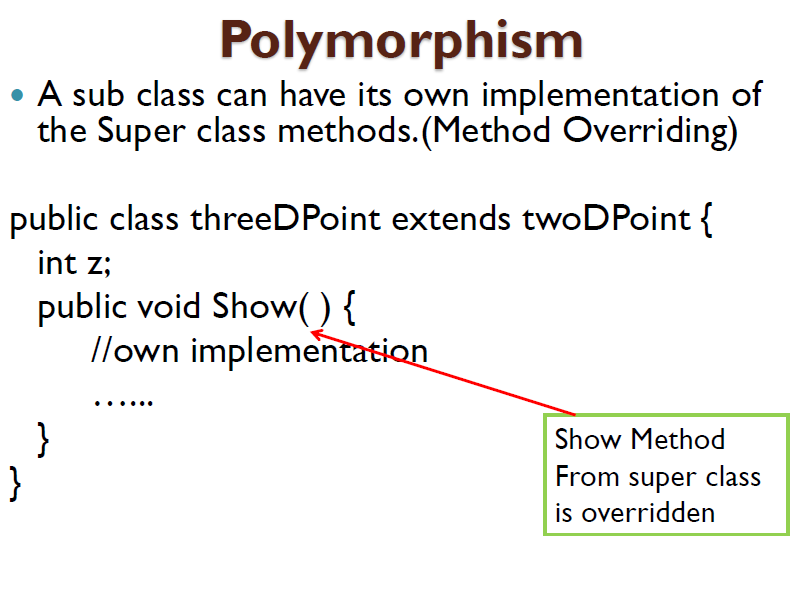 Polymorphism
• A sub class can have its own implementation of
the Super class methods.(Method Overriding)
public class threeDPoint extends twoDPoint {
int z;
public void Show( ) {
//own implementation
…...
}
}
Show Method
From super class
is overridden